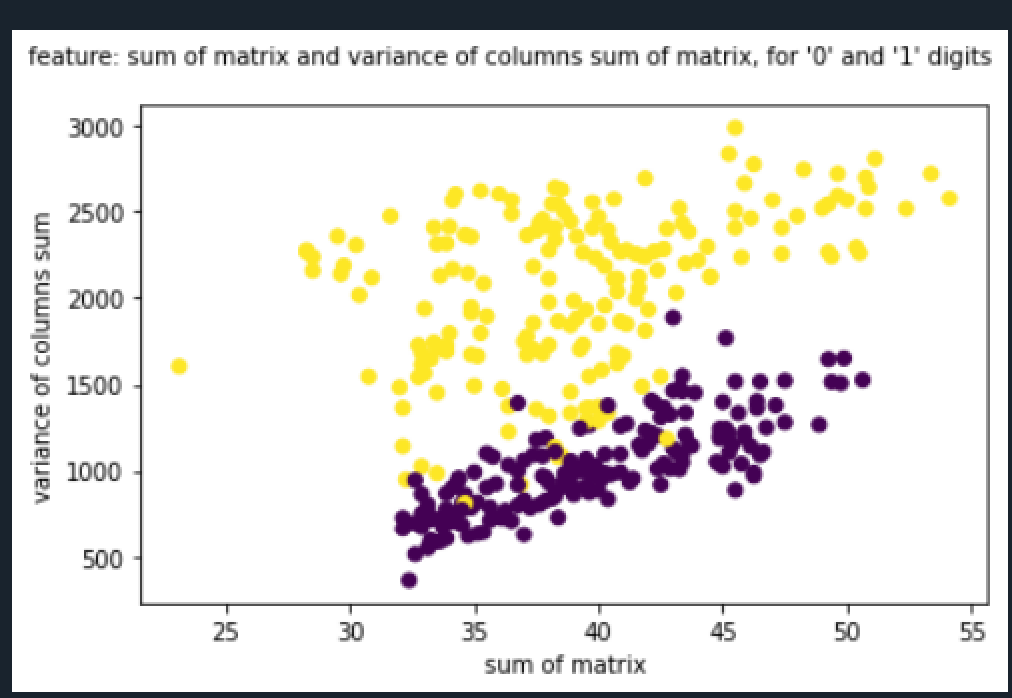 feature: sum of matrix and variance of columns sum of matrix, for '0' and '1' digits
variance of columns sum
3000
2500
2000
1500
1000
500
25 30 35 40 45 50 55
sum of matrix